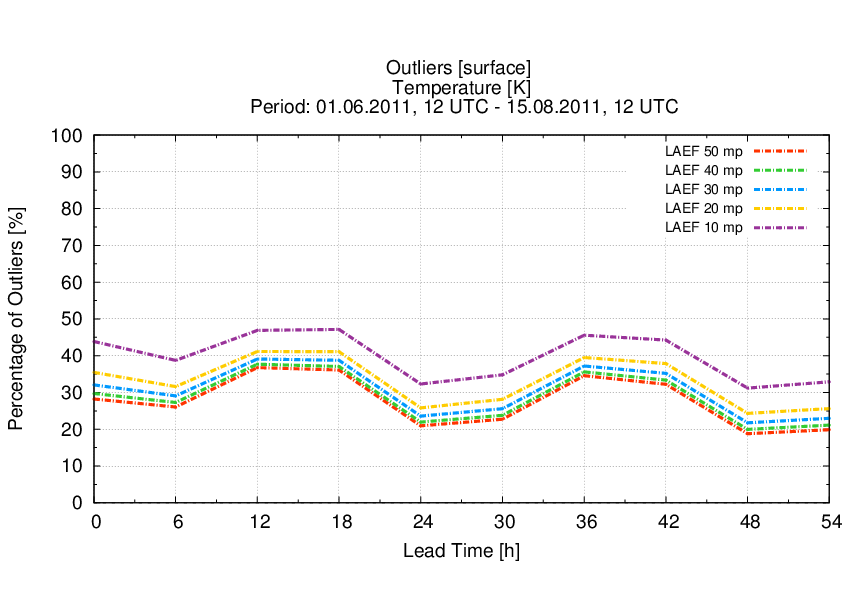 Outliers [surface]
Temperature [K]
Period: 01.06.2011, 12 UTC - 15.08.2011, 12 UTC
LAEF 50 mp
LAEF 40 mp
LAEF 30 mp
LAEF 20 mp
LAEF 10 mp
Percentage of Outliers [%]
100
90
80
70
60
50
40
30
20
10
0
0 6 12 18 24 30 36 42 48 54
Lead Time [h]